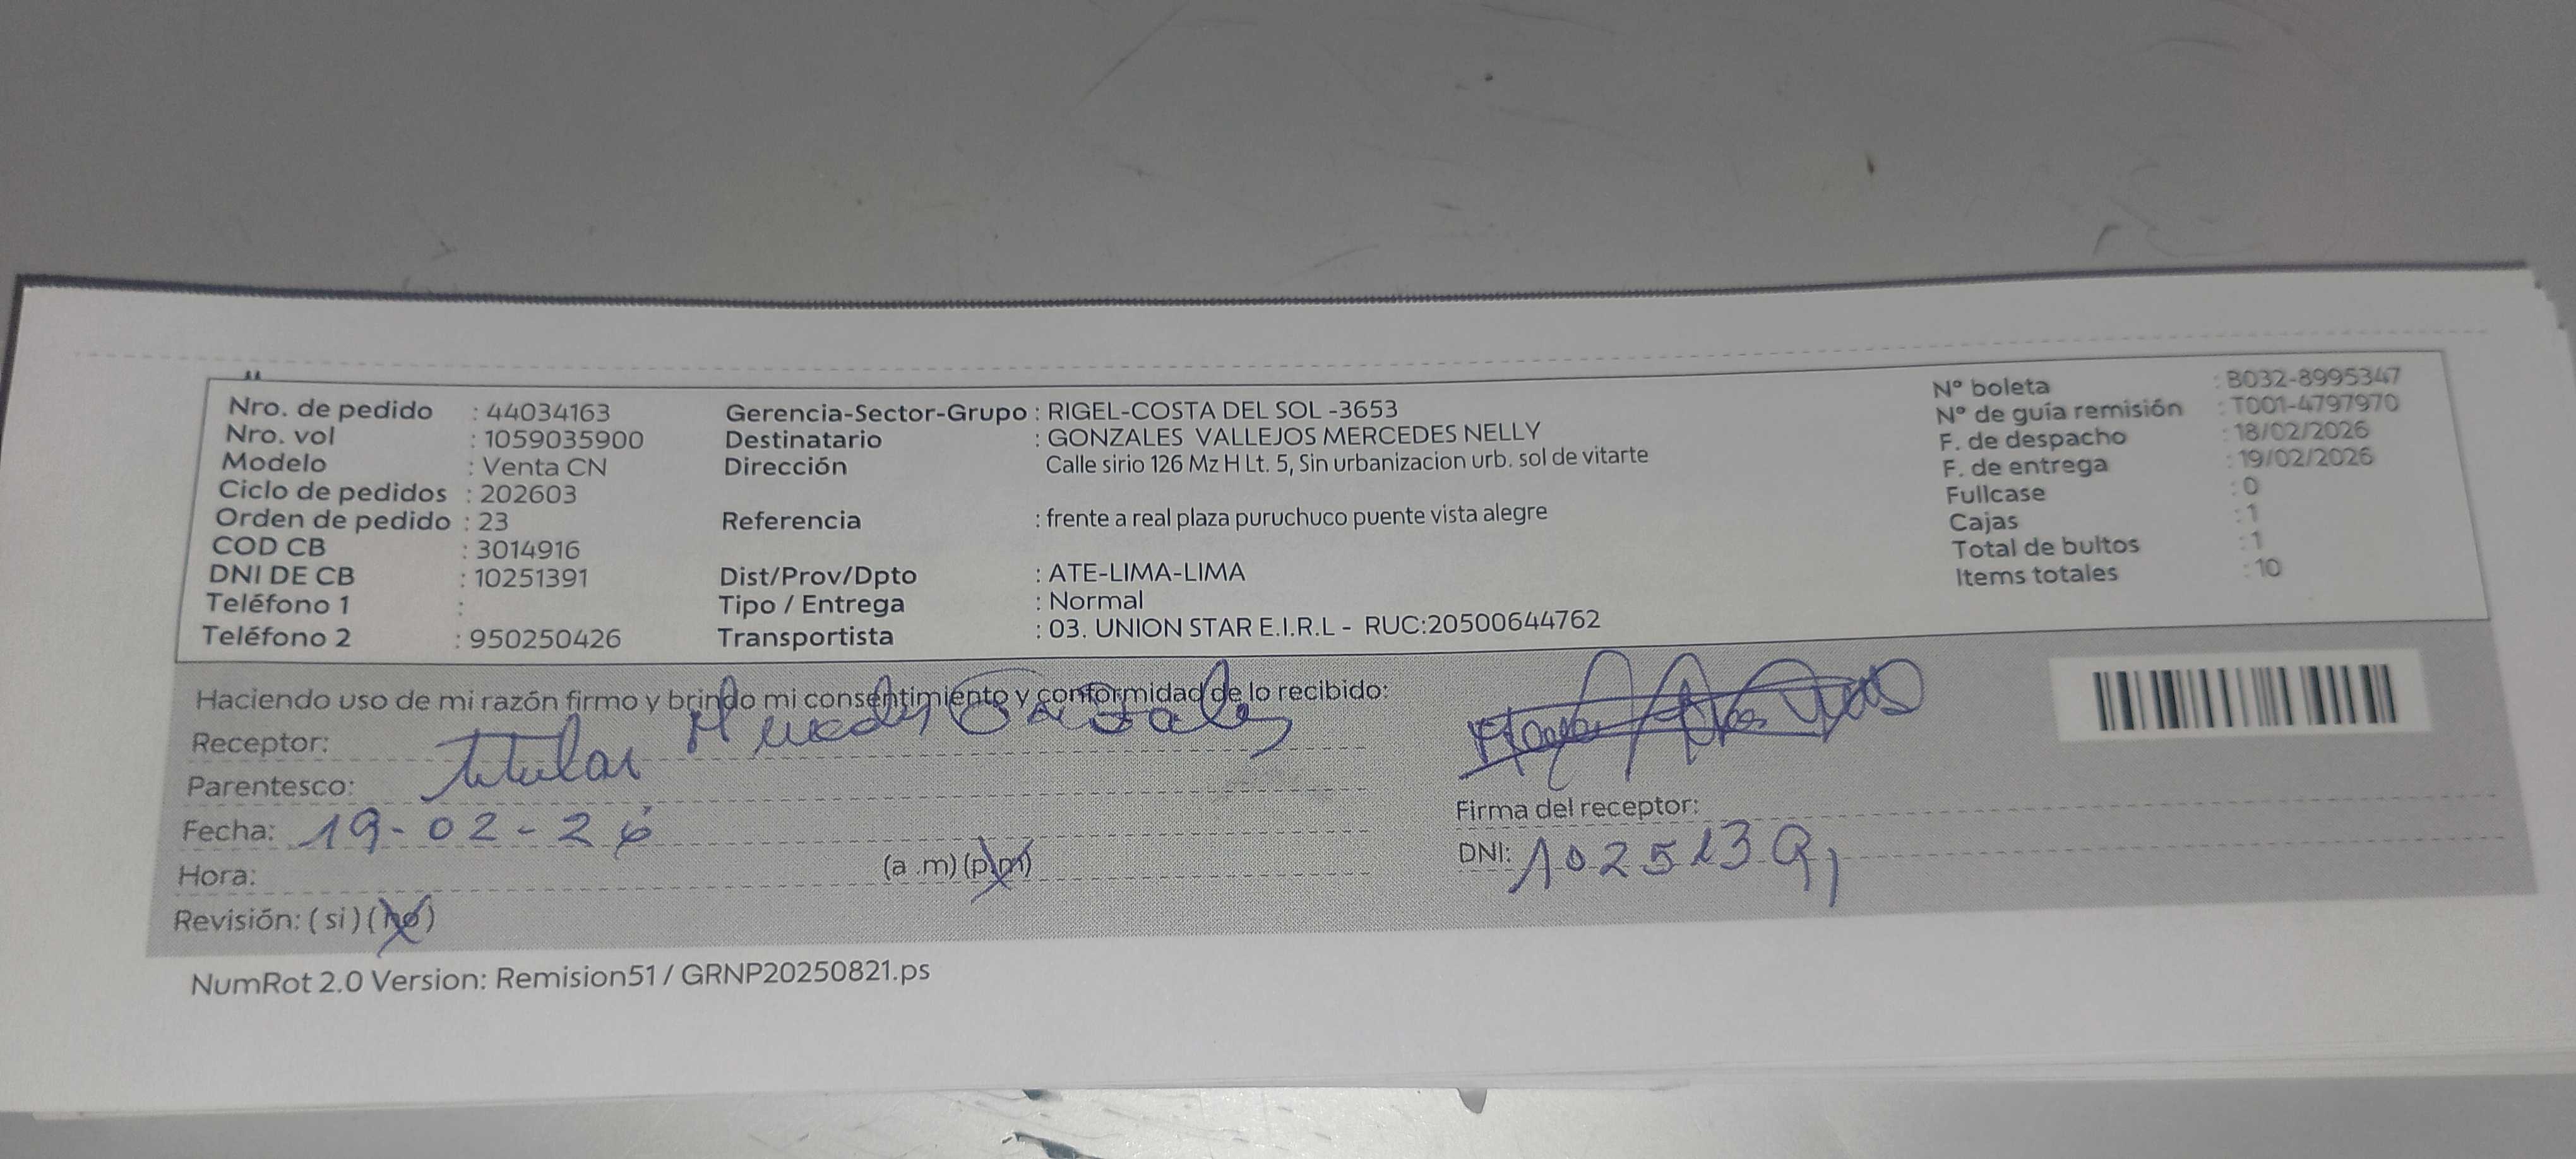 Nro. de pedido : 44034163
Nro. vol : 1059035900
Modelo : Venta CN
Ciclo de pedidos : 202603
Orden de pedido : 23
COD CB : 3014916
DNI DE CB : 10251391
Teléfono 1 :
Teléfono 2 : 950250426
Gerencia-Sector-Grupo : RIGEL-COSTA DEL SOL -3653
Destinatario : GONZALES VALLEJOS MERCEDES NELLY
Dirección Calle sirio 126 Mz H Lt. 5, Sin urbanizacion urb. sol de vitarte
Referencia : frente a real plaza puruchuco puente vista alegre
Dist/Prov/Dpto : ATE-LIMA-LIMA
Tipo / Entrega : Normal
Transportista : 03. UNION STAR E.I.R.L - RUC:20500644762
N° boleta : B032-8995347
N° de guía remisión : T001-4797970
F. de despacho : 18/02/2026
F. de entrega : 19/02/2026
Fullcase : 0
Cajas : 1
Total de bultos : 1
Items totales : 10
Haciendo uso de mi razón firmo y brindo mi consentimiento y conformidad de lo recibido:
Receptor: Mercedes Gonzales
Parentesco: titular
Fecha: 19-02-26
Hora: (a .m) (p.m)
Revisión: ( si ) ( no )
Firma del receptor:
DNI: 10251391
NumRot 2.0 Version: Remision51 / GRNP20250821.ps